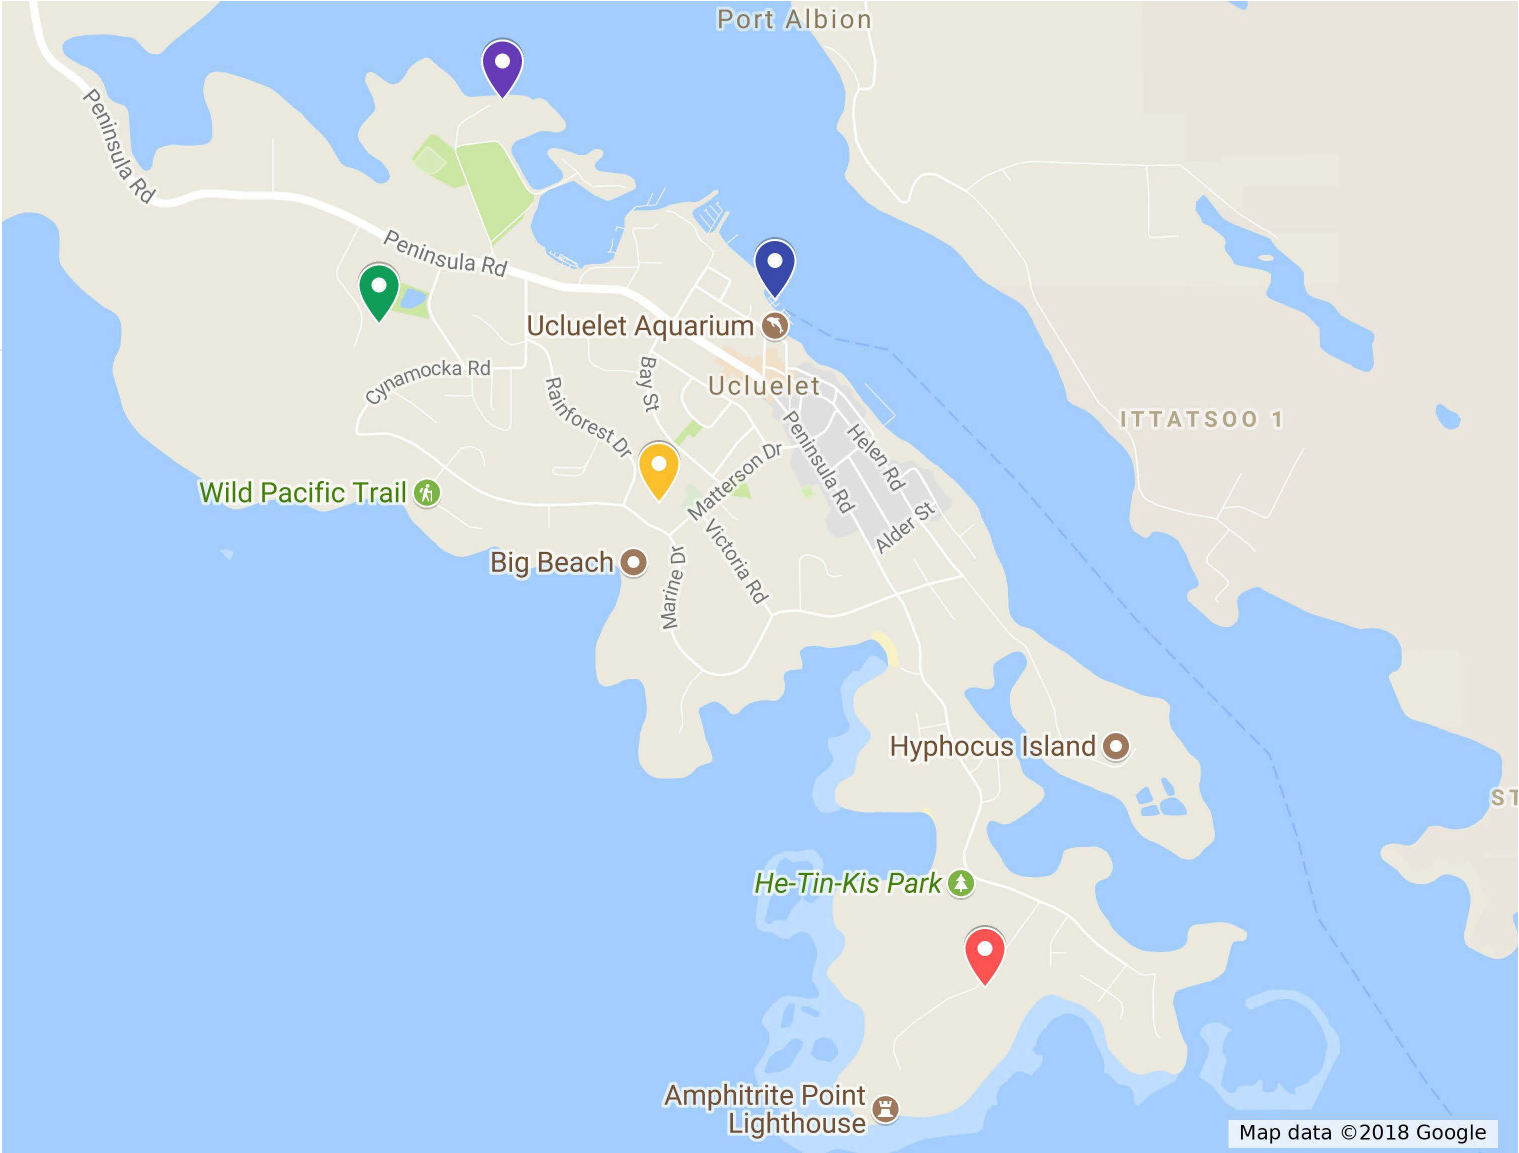 Port Albion
Peninsula Rd
Peninsula Rd
Ucluelet Aquarium
Cynamocka Rd
Bay St
Ucluelet
Rainforest Dr
ITTATSOO 1
Peninsula Rd
Helen Rd
Matterson Dr
Wild Pacific Trail
Alder St
Victoria Rd
Big Beach
Marine Dr
Hyphocus Island
ST
He-Tin-Kis Park
Amphitrite Point
Lighthouse
Map data ©2018 Google